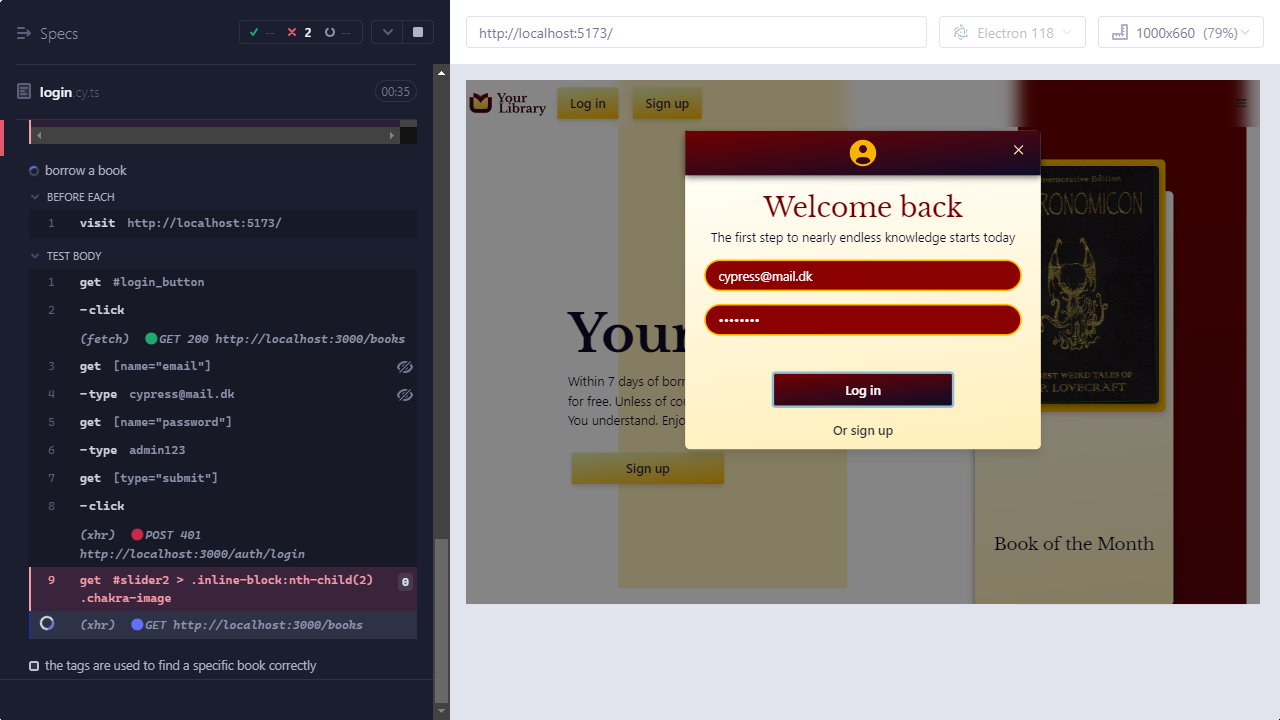 Specs
-- 2 --
login.cy.ts
00:35
borrow a book
BEFORE EACH
1 visit http://localhost:5173/
TEST BODY
1 get #login_button
2 -click
(fetch) GET 200 http://localhost:3000/books
3 get [name="email"]
4 -type cypress@mail.dk
5 get [name="password"]
6 -type admin123
7 get [type="submit"]
8 -click
(xhr) POST 401
http://localhost:3000/auth/login
9 get #slider2 > .inline-block:nth-child(2)
.chakra-image
0
(xhr) GET http://localhost:3000/books
the tags are used to find a specific book correctly
http://localhost:5173/
Electron 118
1000x660 (79%)
Your
Library
Log in
Sign up
Welcome back
The first step to nearly endless knowledge starts today
cypress@mail.dk
••••••••
Log in
Or sign up
Your
Within 7 days of borr
for free. Unless of cou
You understand. Enjo
Sign up
memorative Edition
RONOMICON
EST WEIRD TALES OF
P. LOVECRAFT
Book of the Month